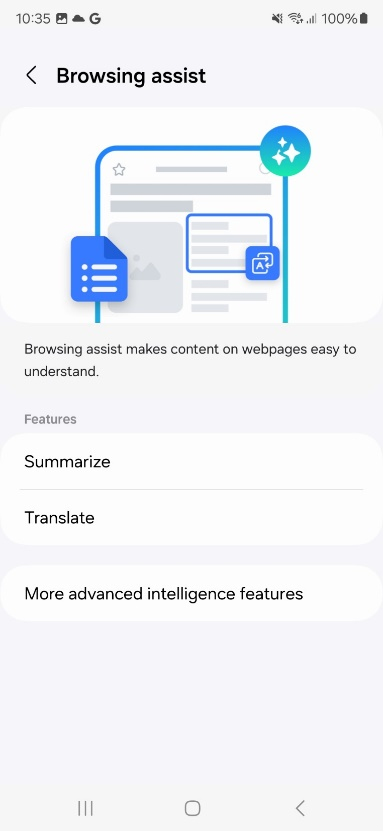 10:35 G 100%
Browsing assist
Browsing assist makes content on webpages easy to
understand.
Features
Summarize
Translate
More advanced intelligence features